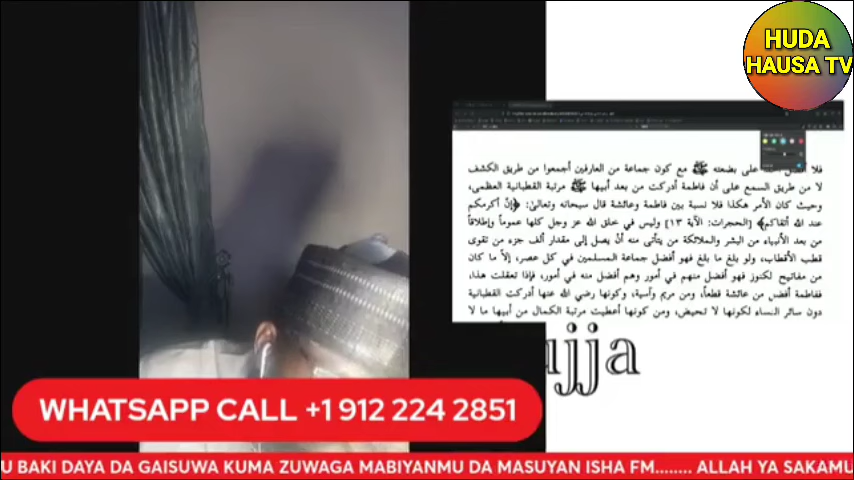 HUDA
HAUSA TV
على بضعته ﷺ مع كون جماعة من العارفين أجمعوا من طريق الكشف
لا من طريق السمع على أن فاطمة أدركت من بعد أبيها ﷺ مرتبة القطبانية العظمى،
وحيث كان الأمر هكذا فلا نسبة بين فاطمة وعائشة قال سبحانه وتعالى: ﴿إنّ أكرمكم
عند الله أتقاكم﴾ [الحجرات: الآية ١٣] وليس في خلق الله عز وجل كلها عموماً وإطلاقاً
من بعد الأنبياء من البشر والملائكة من يتأتى منه أنْ يصل إلى مقدار ألف جزء من تقوى
قطب الأقطاب، ولو بلغ ما بلغ فهو أفضل جماعة المسلمين في كل عصر، إلاّ ما كان
من مفاتيح لكنوز فهو أفضل منهم في أمور وهم أفضل منه في أمور، فإذا تعقلت هذا،
ففاطمة أفضس من عائشة قطعاً، ومن مريم وآسية، وكونها رضي الله عنها أدركت القطبانية
دون سائر النساء لكونها لا تحيض، ومن كونها أعطيت مرتبة الكمال من أبيها ما لا
ujja
WHATSAPP CALL +1 912 224 2851
U BAKI DAYA DA GAISUWA KUMA ZUWAGA MABIYANMU DA MASUYAN ISHA FM........ ALLAH YA SAKAMU